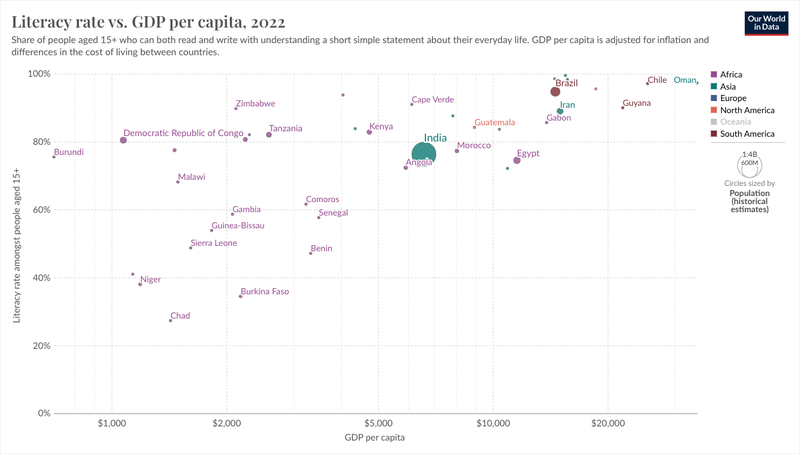 Literacy rate vs. GDP per capita, 2022
Our World
in Data
Share of people aged 15+ who can both read and write with understanding a short simple statement about their everyday life. GDP per capita is adjusted for inflation and
differences in the cost of living between countries.
100%
80%
60%
40%
20%
0%
Literacy rate amongst people aged 15+
Brazil
Chile
Oman
Zimbabwe
Cape Verde
Iran
Guyana
Democratic Republic of Congo
Tanzania
Kenya
Guatemala
Gabon
India
Burundi
Angola
Morocco
Egypt
Malawi
Comoros
Gambia
Senegal
Guinea-Bissau
Sierra Leone
Benin
Niger
Burkina Faso
Chad
$1,000
$2,000
$5,000
$10,000
$20,000
GDP per capita
Africa
Asia
Europe
North America
Oceania
South America
1:4B
600M
Circles sized by
Population
(historical
estimates)